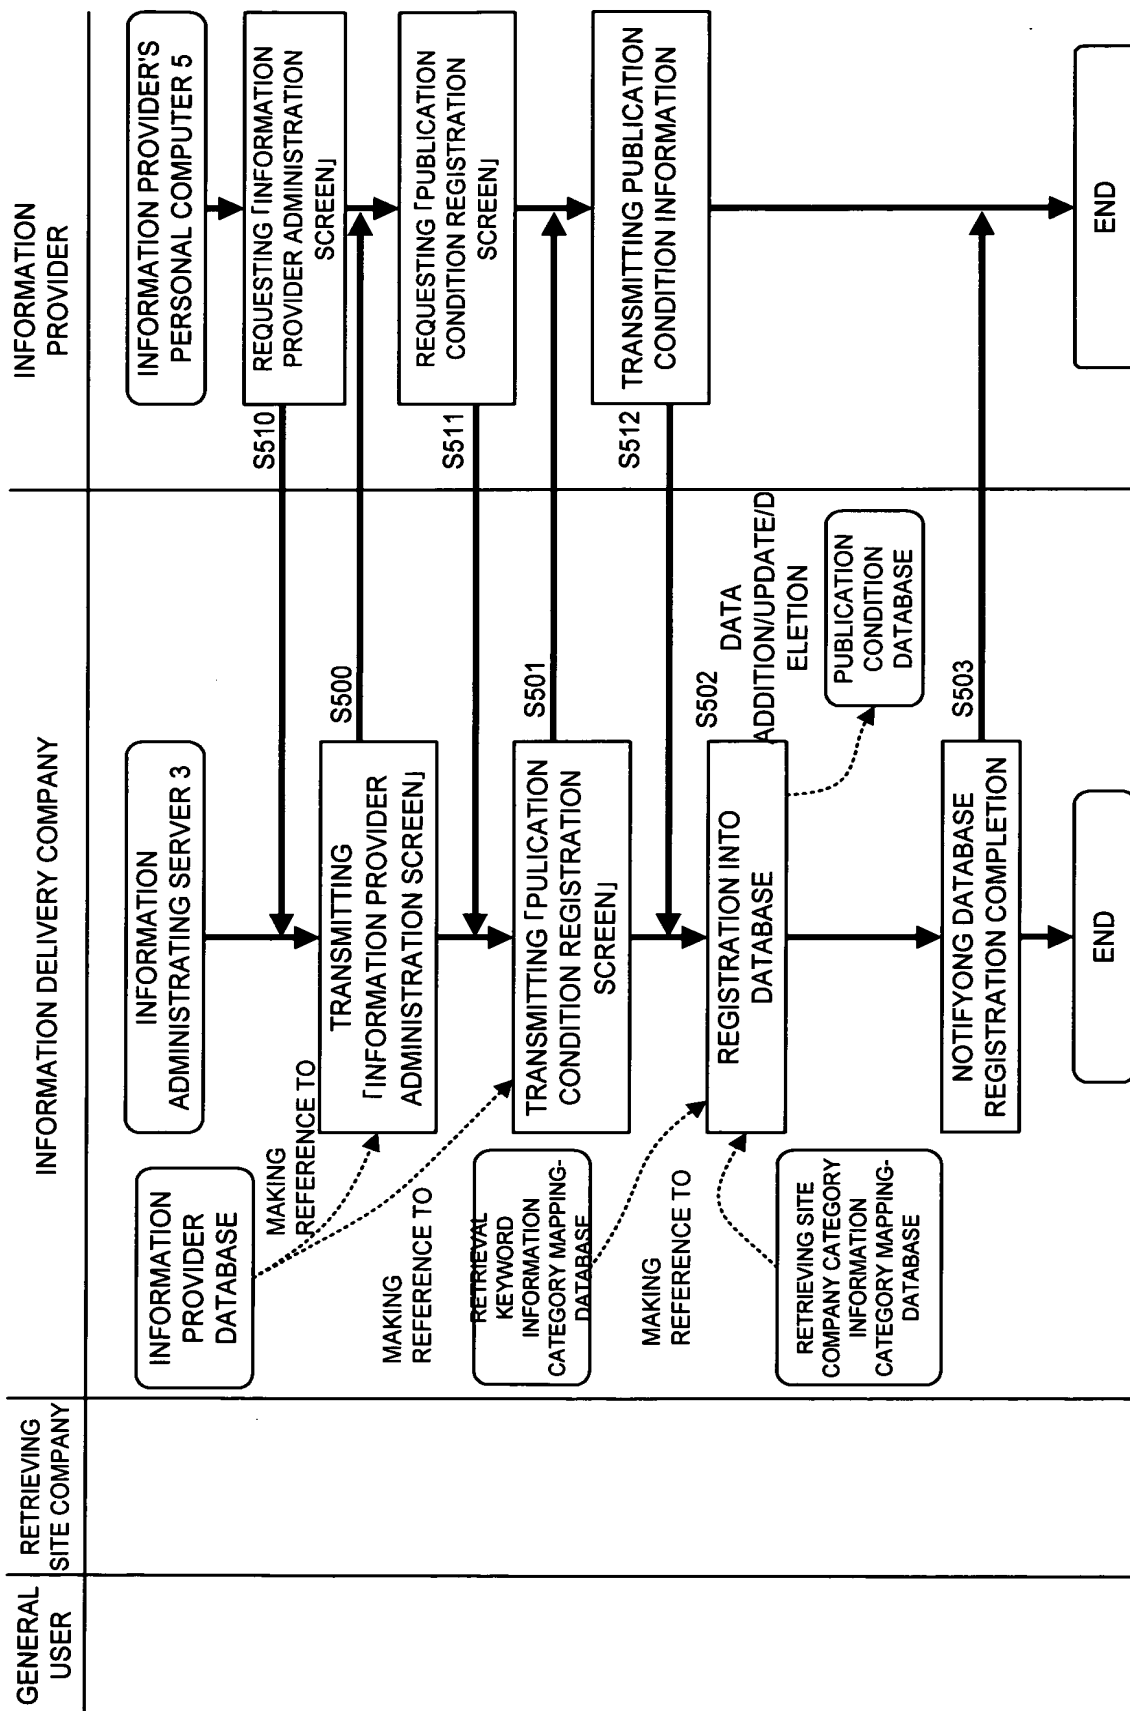 GENERAL
USER
RETRIEVING
SITE COMPANY
INFORMATION DELIVERY COMPANY
INFORMATION
PROVIDER
INFORMATION
PROVIDER
DATABASE
INFORMATION
ADMINISTRATING SERVER 3
INFORMATION PROVIDER'S
PERSONAL COMPUTER 5
S510
REQUESTING ｢INFORMATION
PROVIDER ADMINISTRATION
SCREEN｣
MAKING
REFERENCE TO
TRANSMITTING
｢INFORMATION PROVIDER
ADMINISTRATION SCREEN｣
S500
MAKING
REFERENCE TO
S511
REQUESTING ｢PUBLICATION
CONDITION REGISTRATION
SCREEN｣
RETRIEVAL
KEYWORD
INFORMATION
CATEGORY MAPPING-
DATABASE
TRANSMITTING ｢PULICATION
CONDITION REGISTRATION
SCREEN｣
S501
S512
TRANSMITTING PUBLICATION
CONDITION INFORMATION
MAKING
REFERENCE TO
REGISTRATION INTO
DATABASE
S502
DATA
ADDITION/UPDATE/D
ELETION
RETRIEVING SITE
COMPANY CATEGORY
INFORMATION
CATEGORY MAPPING-
DATABASE
PUBLICATION
CONDITION
DATABASE
NOTIFYONG DATABASE
REGISTRATION COMPLETION
S503
END
END